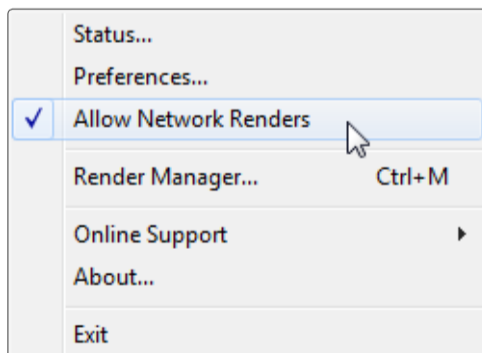 Status...
Preferences...
Allow Network Renders
Render Manager... Ctrl+M
Online Support
About...
Exit